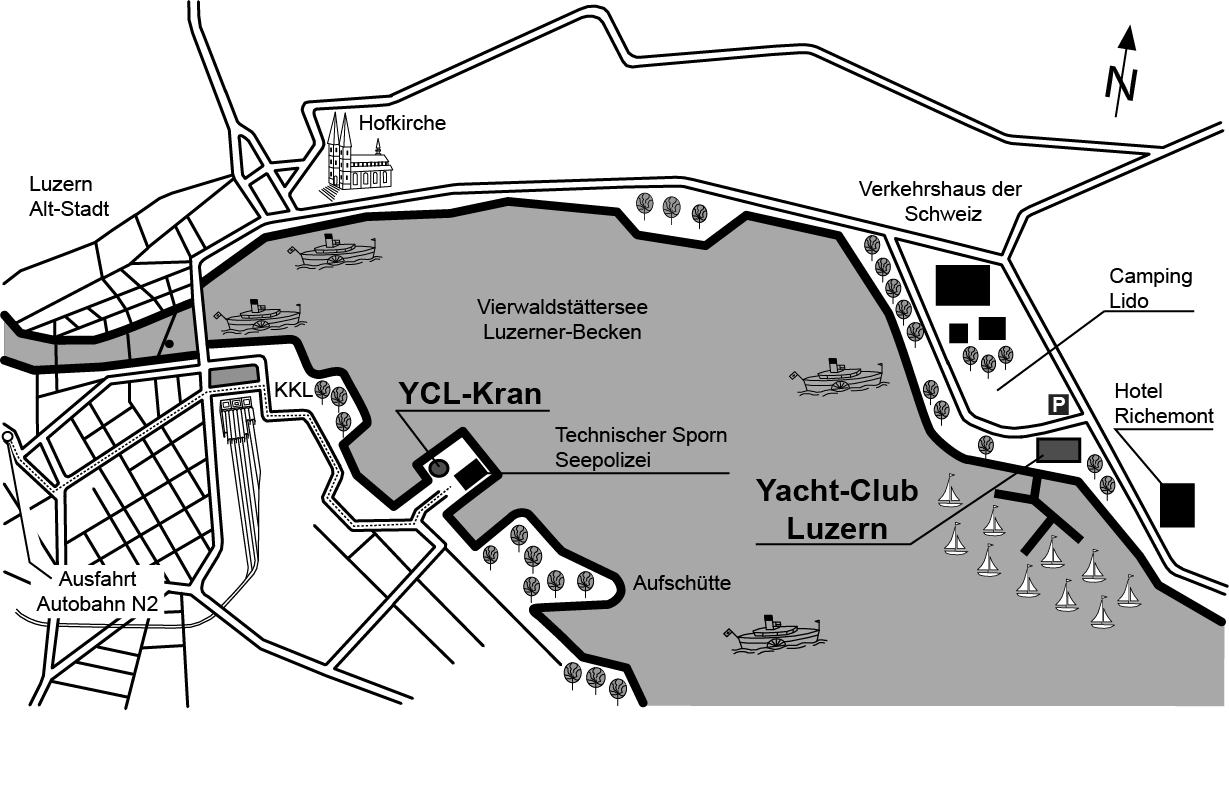 N
Hofkirche
Luzern
Alt-Stadt
Verkehrshaus der
Schweiz
Camping
Lido
Vierwaldstättersee
Luzerner-Becken
KKL
YCL-Kran
P
Hotel
Richemont
Technischer Sporn
Seepolizei
Yacht-Club
Luzern
Ausfahrt
Autobahn N2
Aufschütte